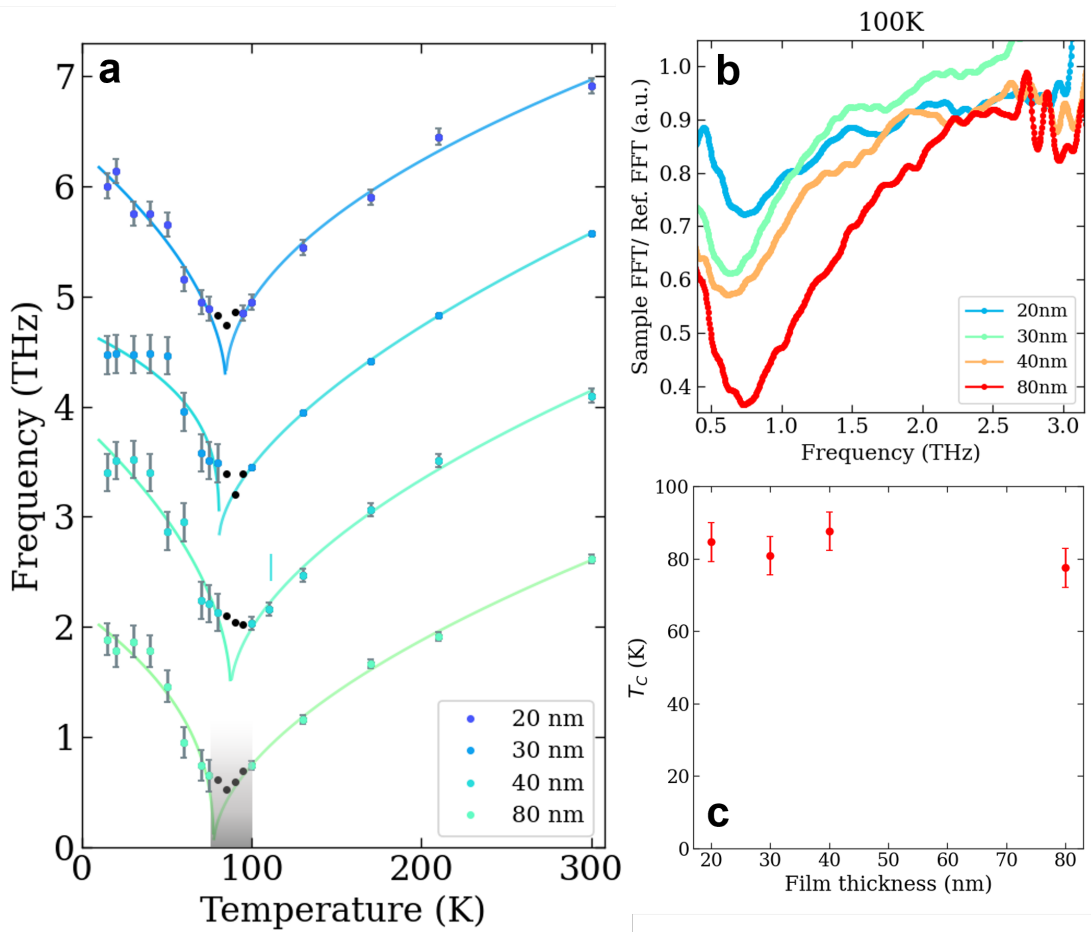 a
7
6
5
4
3
2
1
0
0
100
200
300
Frequency (THz)
Temperature (K)
20 nm
30 nm
40 nm
80 nm
100K
b
1.0
0.9
0.8
0.7
0.6
0.5
0.4
0.5
1.0
1.5
2.0
2.5
3.0
Sample FFT/ Ref. FFT (a.u.)
Frequency (THz)
20nm
30nm
40nm
80nm
100
80
60
40
20
0
20
30
40
50
60
70
80
T_C (K)
Film thickness (nm)
c